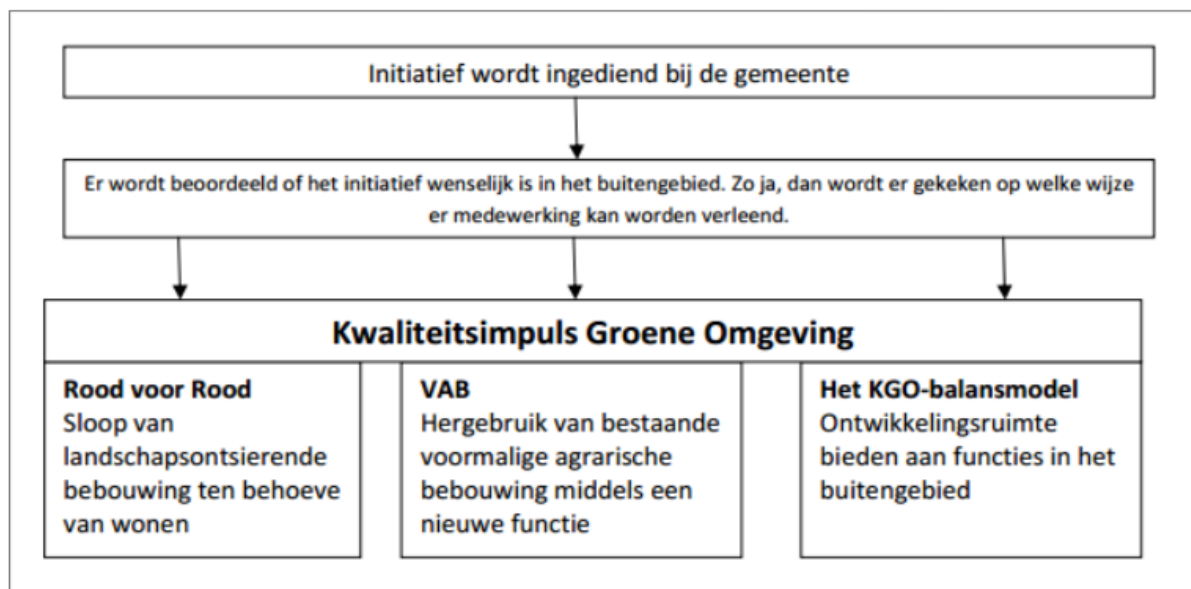 Initiatief wordt ingediend bij de gemeente
Er wordt beoordeeld of het initiatief wenselijk is in het buitengebied. Zo ja, dan wordt er gekeken op welke wijze
er medewerking kan worden verleend.
Kwaliteitsimpuls Groene Omgeving
Rood voor Rood
Sloop van
landschapsontsierende
bebouwing ten behoeve
van wonen
VAB
Hergebruik van bestaande
voormalige agrarische
bebouwing middels een
nieuwe functie
Het KGO-balansmodel
Ontwikkelingsruimte
bieden aan functies in het
buitengebied